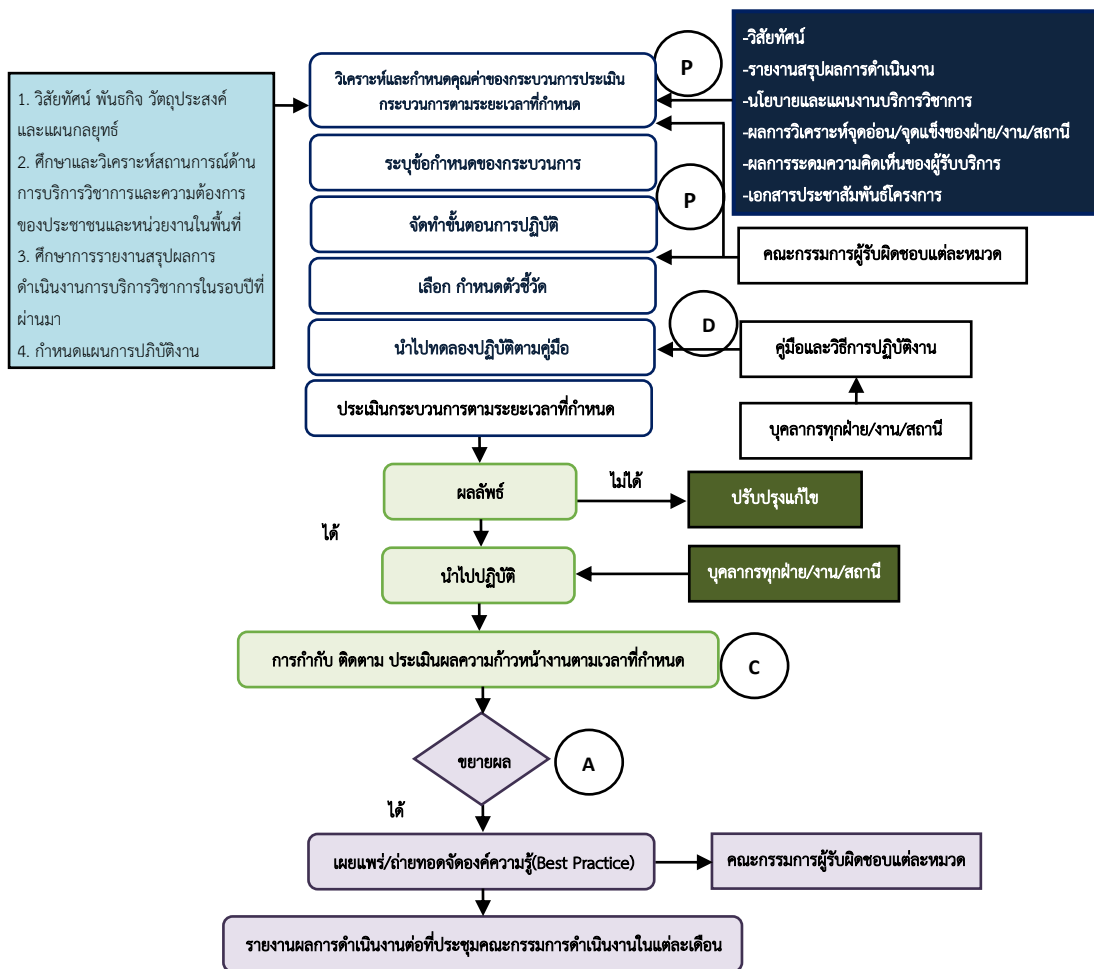 1. วิสัยทัศน์ พันธกิจ วัตถุประสงค์
และแผนกลยุทธ์
2. ศึกษาและวิเคราะห์สถานการณ์ด้าน
การบริการวิชาการและความต้องการ
ของประชาชนและหน่วยงานในพื้นที่
3. ศึกษาการรายงานสรุปผลการ
ดำเนินงานการบริการวิชาการในรอบปีที่
ผ่านมา
4. กำหนดแผนการปภิบัติงาน
วิเคราะห์และกำหนดคุณค่าของกระบวนการประเมิน
กระบวนการตามระยะเวลาที่กำหนด
P
-วิสัยทัศน์
-รายงานสรุปผลการดำเนินงาน
-นโยบายและแผนงานบริการวิชาการ
-ผลการวิเคราะห์จุดอ่อน/จุดแข็งของฝ่าย/งาน/สถานี
-ผลการระดมความคิดเห็นของผู้รับบริการ
-เอกสารประชาสัมพันธ์โครงการ
ระบุข้อกำหนดของกระบวนการ
P
จัดทำขั้นตอนการปฏิบัติ
คณะกรรมการผู้รับผิดชอบแต่ละหมวด
เลือก กำหนดตัวชี้วัด
D
นำไปทดลองปฏิบัติตามคู่มือ
คู่มือและวิธีการปฏิบัติงาน
ประเมินกระบวนการตามระยะเวลาที่กำหนด
บุคลากรทุกฝ่าย/งาน/สถานี
ผลลัพธ์
ไม่ได้
ปรับปรุงแก้ไข
ได้
นำไปปฏิบัติ
บุคลากรทุกฝ่าย/งาน/สถานี
การกำกับ ติดตาม ประเมินผลความก้าวหน้างานตามเวลาที่กำหนด
C
ขยายผล
A
ได้
เผยแพร่/ถ่ายทอดจัดองค์ความรู้(Best Practice)
คณะกรรมการผู้รับผิดชอบแต่ละหมวด
รายงานผลการดำเนินงานต่อที่ประชุมคณะกรรมการดำเนินงานในแต่ละเดือน